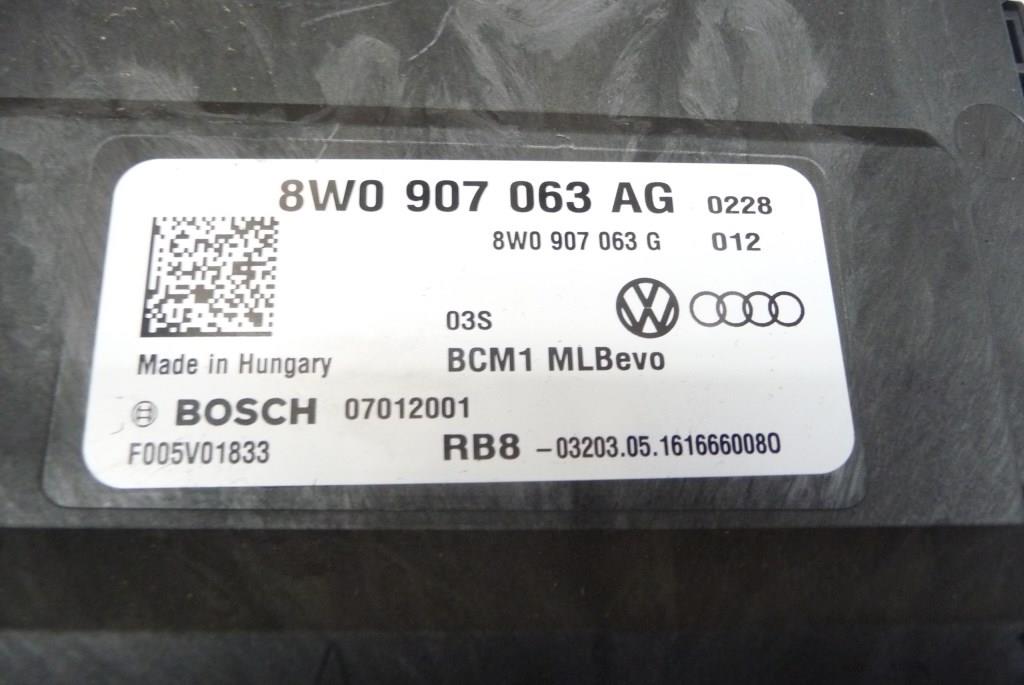 8W0 907 063 AG 0228
8W0 907 063 G 012
03S
Made in Hungary BCM1 MLBevo
BOSCH 07012001
F005V01833 RB8 -03203.05.1616660080